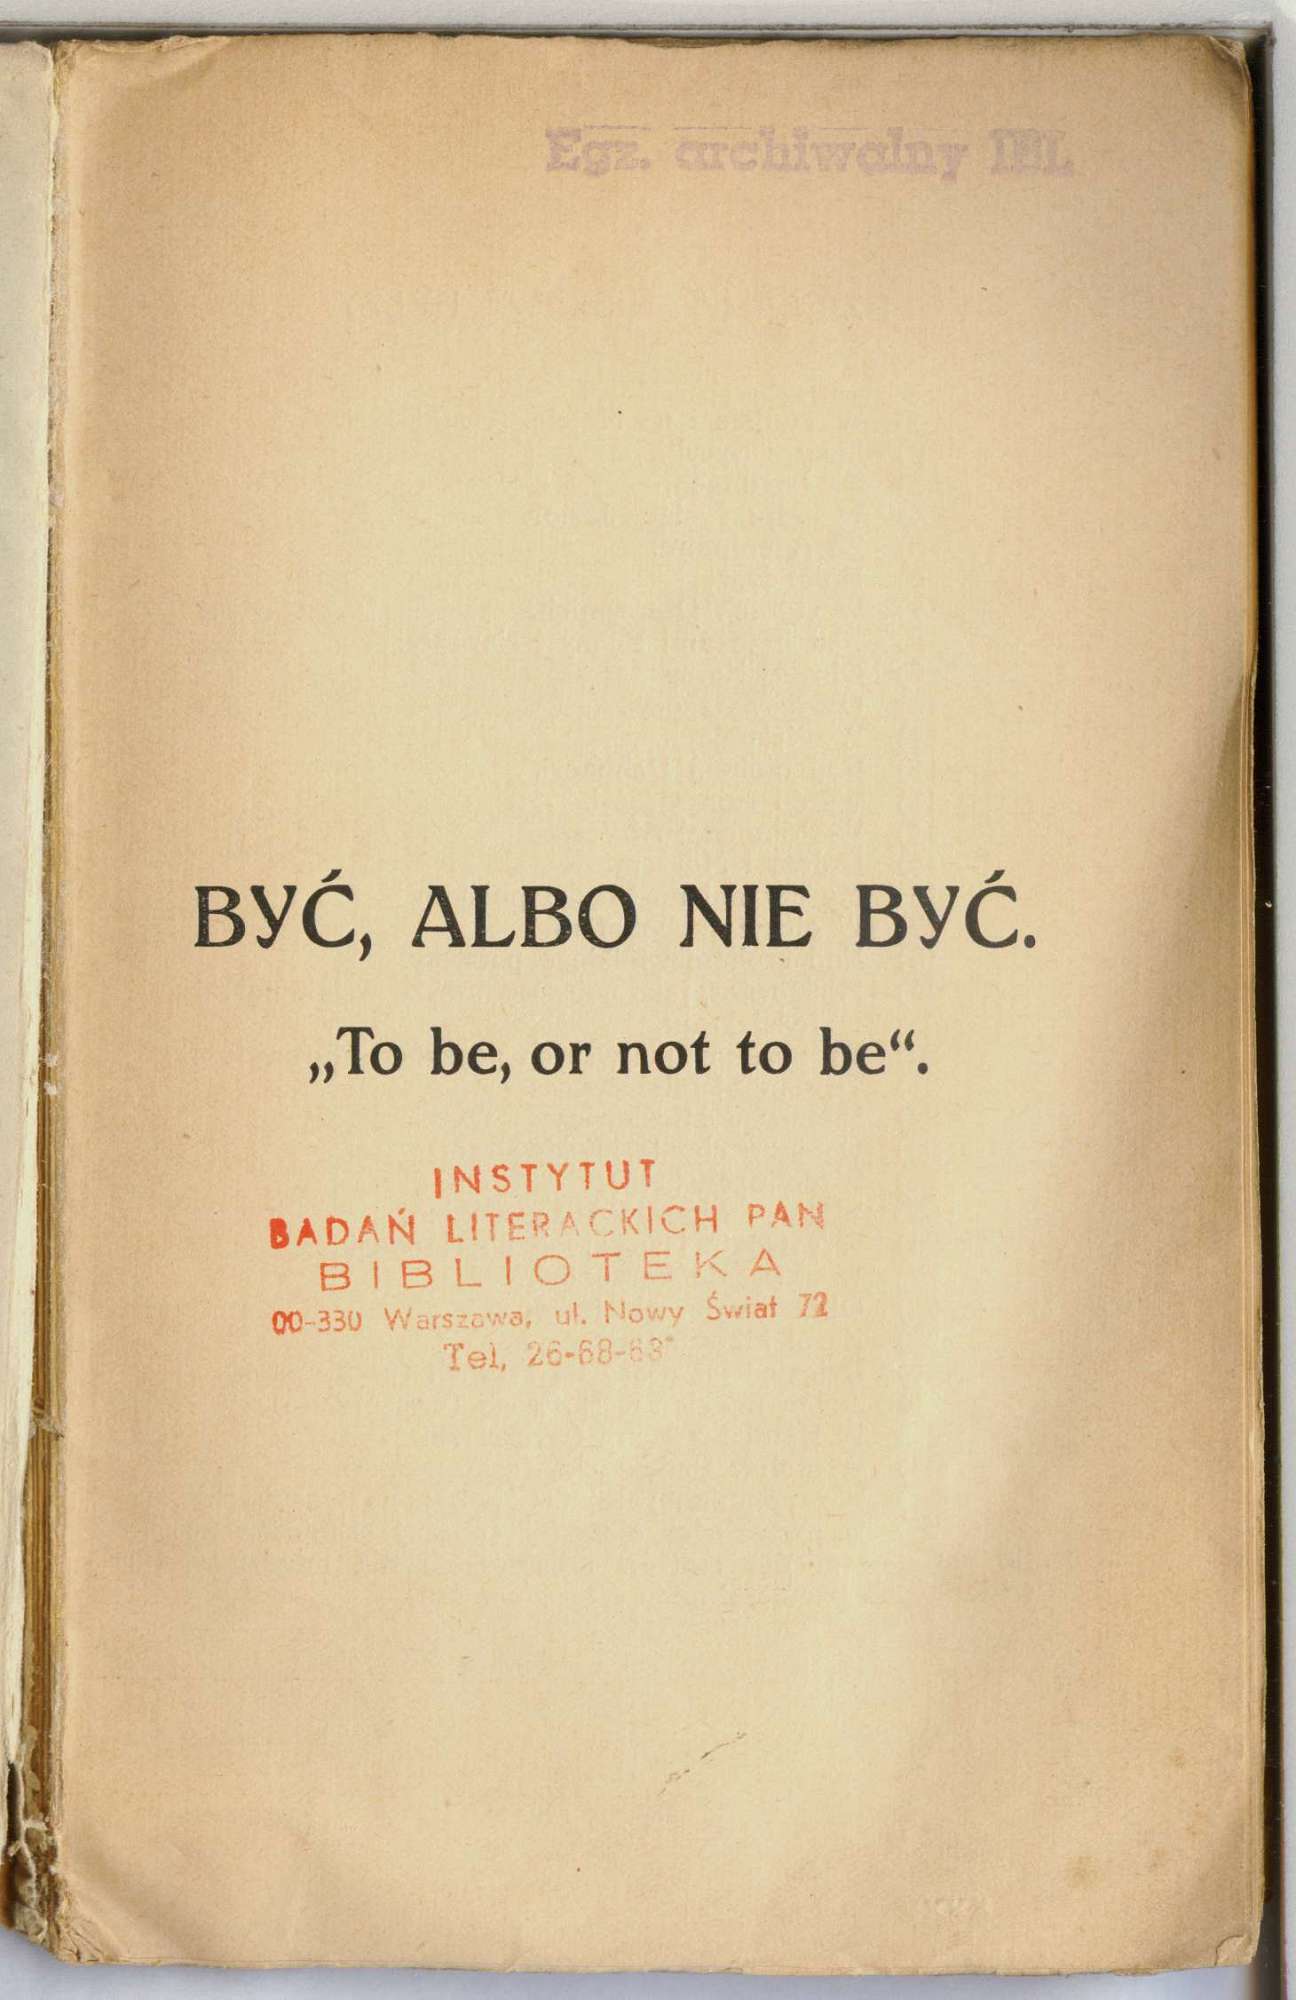 Egz. archiwalny IBL
BYĆ, ALBO NIE BYĆ.
„To be, or not to be“.
INSTYTUT
BADAŃ LITERACKICH PAN
BIBLIOTEKA
00-330 Warszawa, ul. Nowy Świat 72
Tel. 26-68-63